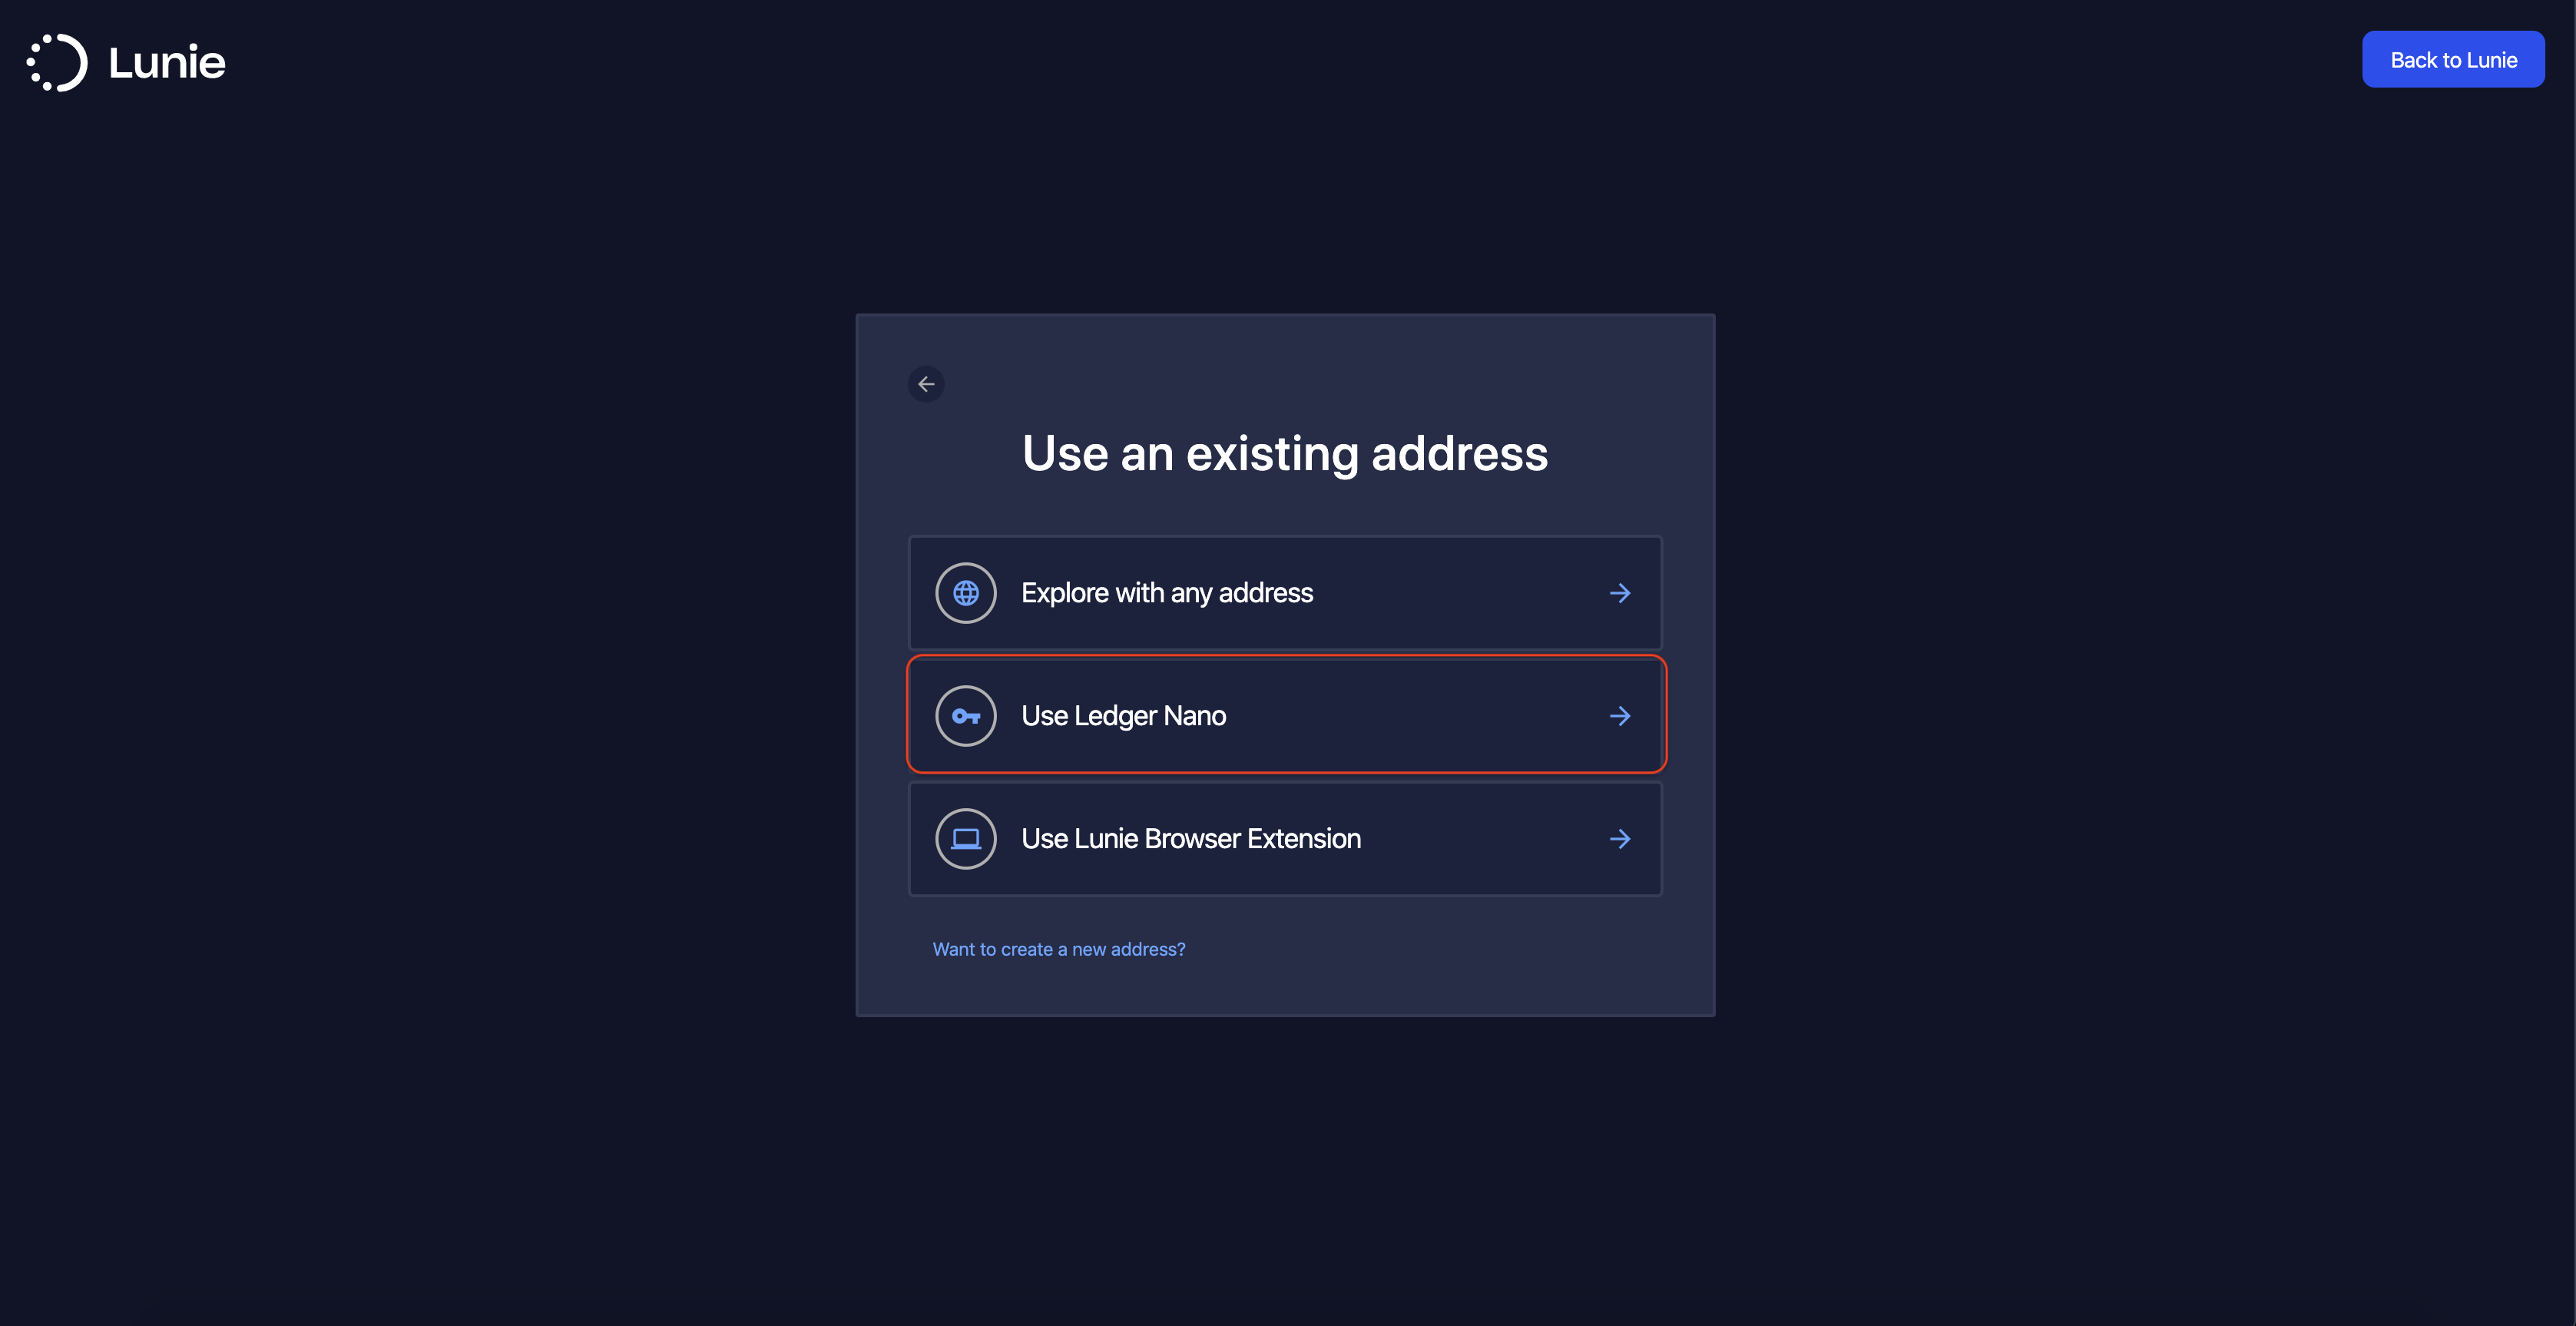 Lunie
Back to Lunie
Use an existing address
Explore with any address
Use Ledger Nano
Use Lunie Browser Extension
Want to create a new address?